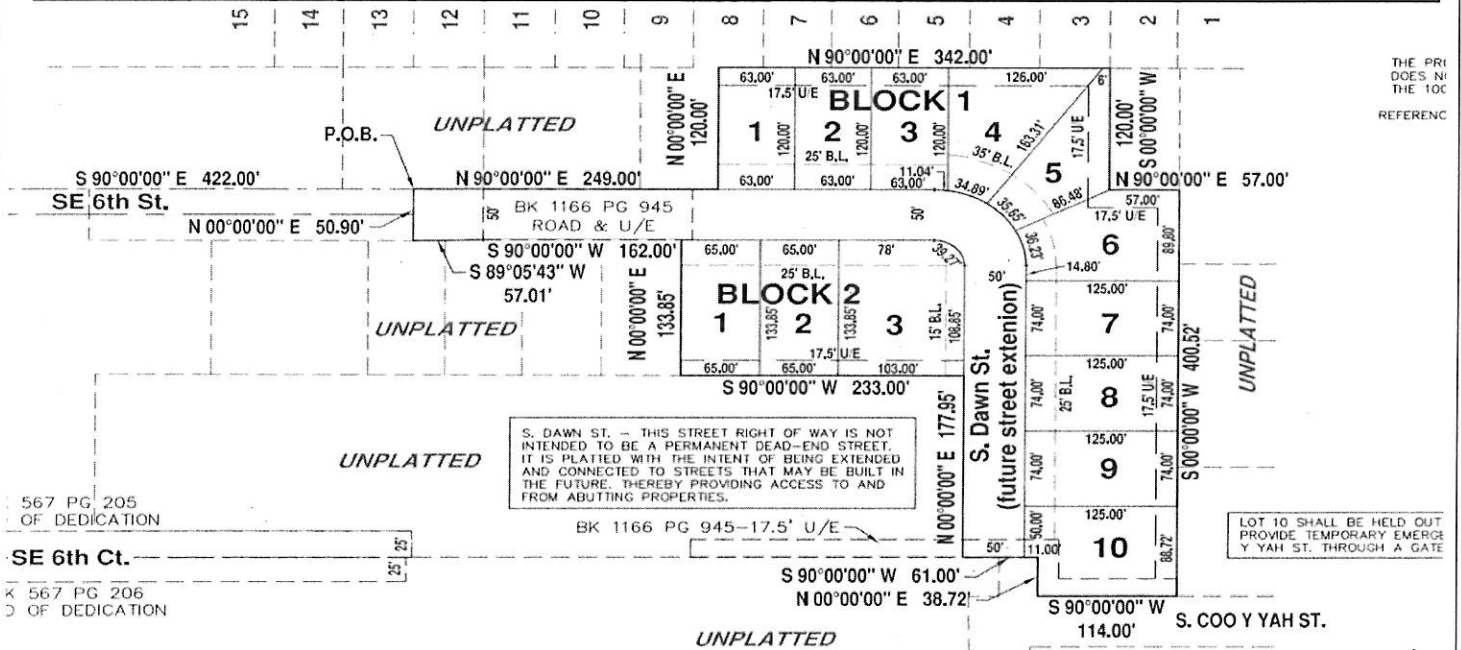 15 14 13 12 11 10 9 8 7 6 5 4 3 2 1
N 90°00'00" E 342.00'
63.00' 63.00' 63.00' 126.00' 6'
17.5' U/E
BLOCK 1
1 2 3 4 5
120.00' 120.00' 120.00' 163.31'
25' B.L. 35' B.L. 17.5' U/E
N 00°00'00" E
120.00'
120.00'
S 00°00'00" W
THE
DOES
THE
UNPLATTED
P.O.B.
S 90°00'00" E 422.00'
N 90°00'00" E 249.00'
63.00' 63.00' 63.00' 11.04' 34.89' 35.65' 86.48'
N 90°00'00" E 57.00'
57.00'
17.5' U/E
SE 6th St.
N 00°00'00" E 50.90'
50'
BK 1166 PG 945
ROAD & U/E
50'
36.23'
6
89.80'
S 90°00'00" W 162.00'
S 89°05'43" W
57.01'
65.00' 65.00' 78' 39.27'
25' B.L.
50'
14.80'
BLOCK 2
1 2 3
N 00°00'00" E
133.85'
133.85' 133.85' 15' B.L. 108.85'
17.5' U/E
65.00' 65.00' 103.00'
S 90°00'00" W 233.00'
UNPLATTED
UNPLATTED
125.00'
74.00' 7 74.00'
125.00'
74.00' 25' B.L. 8 17.5' U/E 74.00'
125.00'
74.00' 9 74.00'
125.00'
50.00' 10 88.72'
S 00°00'00" W 400.52'
S. Dawn St.
(future street extenion)
N 00°00'00" E 177.95'
S. DAWN ST. – THIS STREET RIGHT OF WAY IS NOT
INTENDED TO BE A PERMANENT DEAD-END STREET.
IT IS PLATTED WITH THE INTENT OF BEING EXTENDED
AND CONNECTED TO STREETS THAT MAY BE BUILT IN
THE FUTURE. THEREBY PROVIDING ACCESS TO AND
FROM ABUTTING PROPERTIES.
UNPLATTED
567 PG 205
OF DEDICATION
BK 1166 PG 945-17.5' U/E
SE 6th Ct.
25'
25'
567 PG 206
OF DEDICATION
50' 11.00'
S 90°00'00" W 61.00'
N 00°00'00" E 38.72'
S 90°00'00" W
114.00'
S. COO Y YAH ST.
LOT 10 SHALL BE HELD OUT
PROVIDE TEMPORARY
Y YAH ST. THROUGH A GATE
UNPLATTED